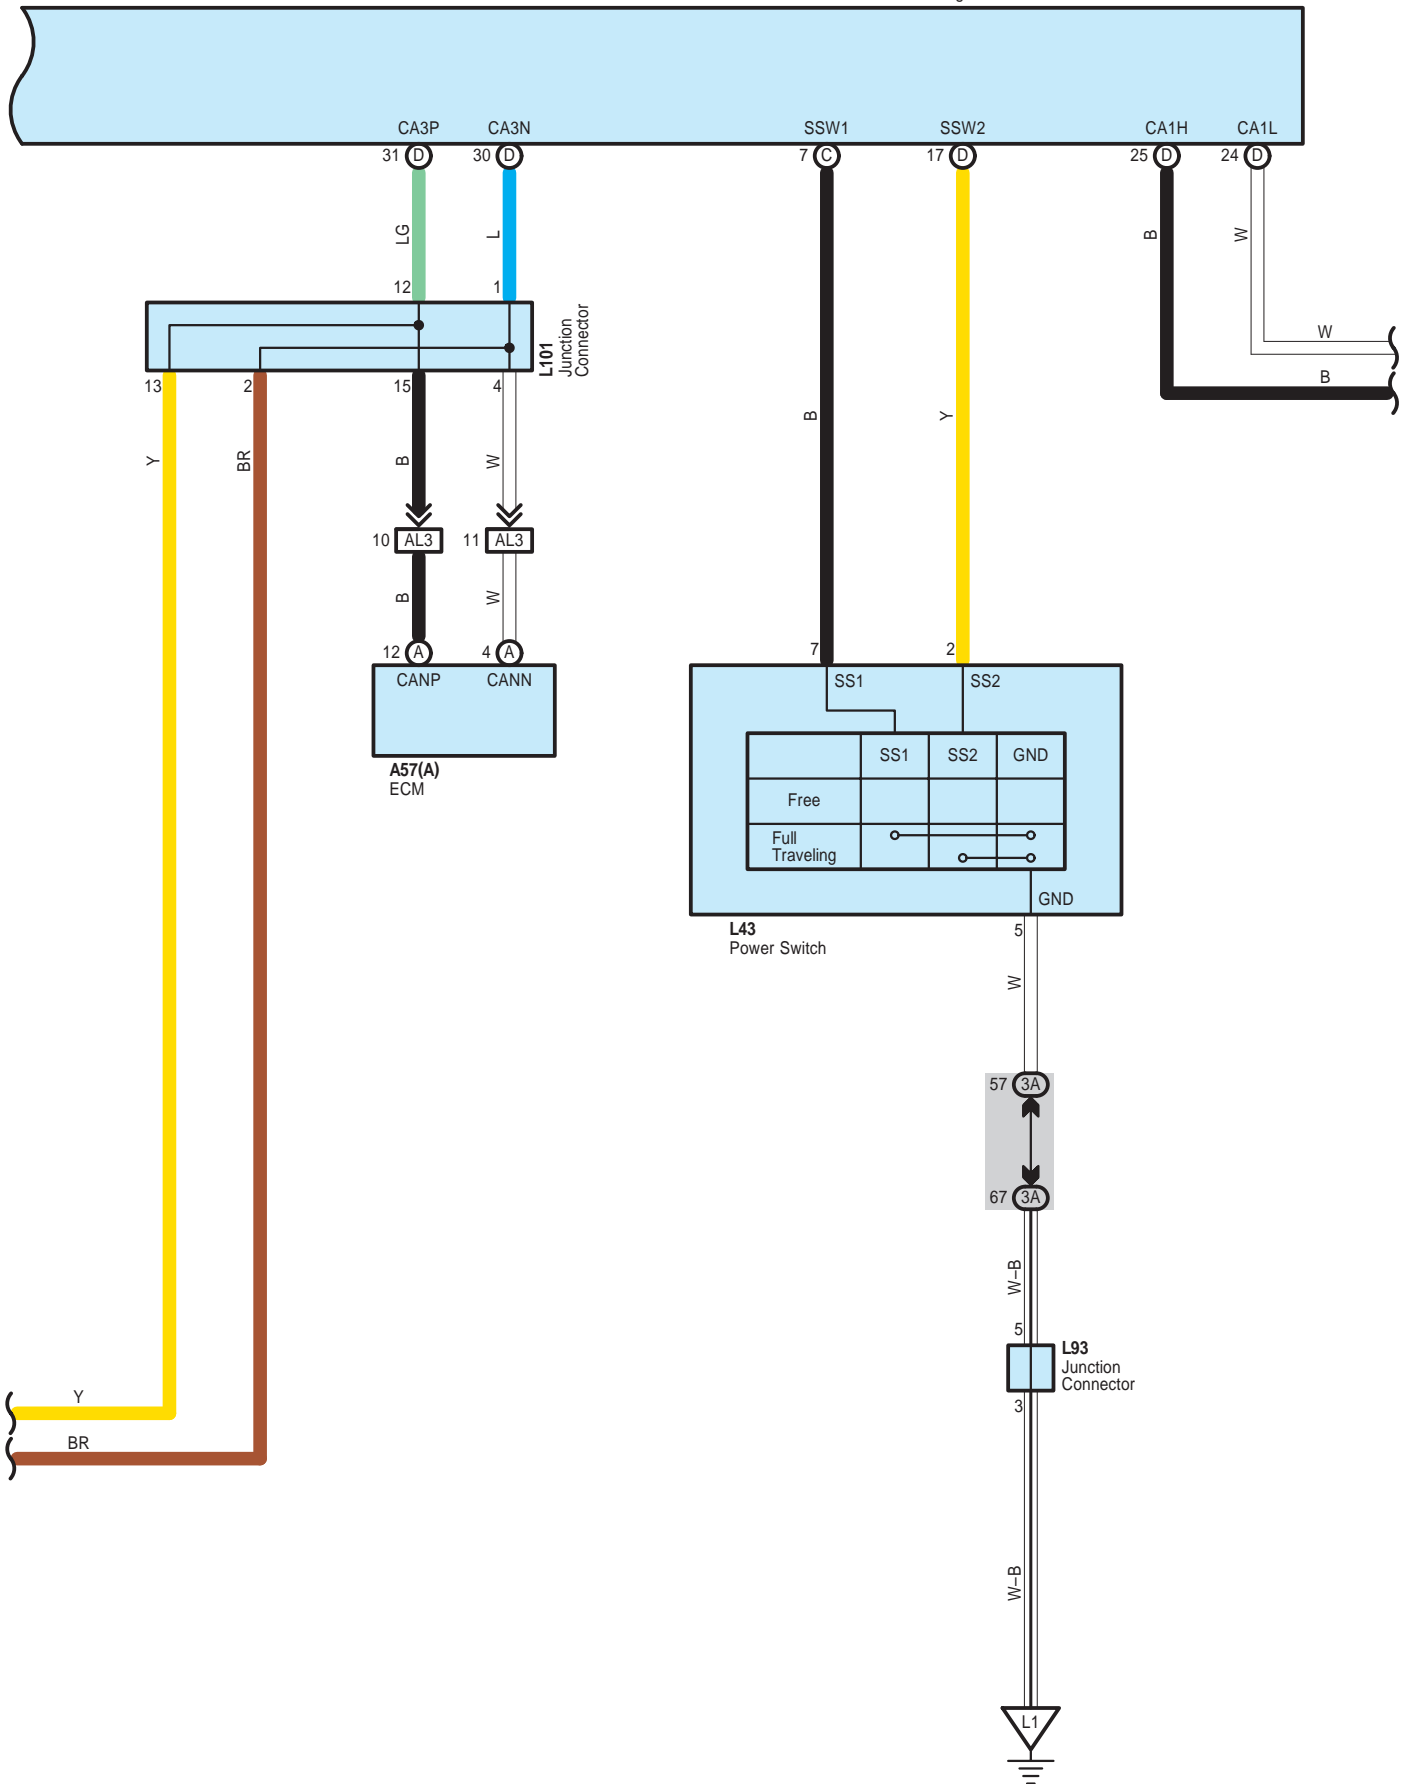 CA3P CA3N SSW1 SSW2 CA1H CA1L
31 D 30 D 7 C 17 D 25 D 24 D
LG L B W
12 1
L101
Junction
Connector
W
B
13 2 15 4
B Y
Y BR B W
10 AL3 11 AL3
B W
12 A 4 A
CANP CANN
A57(A)
ECM
7 2
SS1 SS2
SS1 SS2 GND
Free
Full
Traveling
GND
L43
Power Switch
5
W
57 3A
67 3A
W–B
5
L93
Junction
Connector
3
Y
BR
W–B
L1